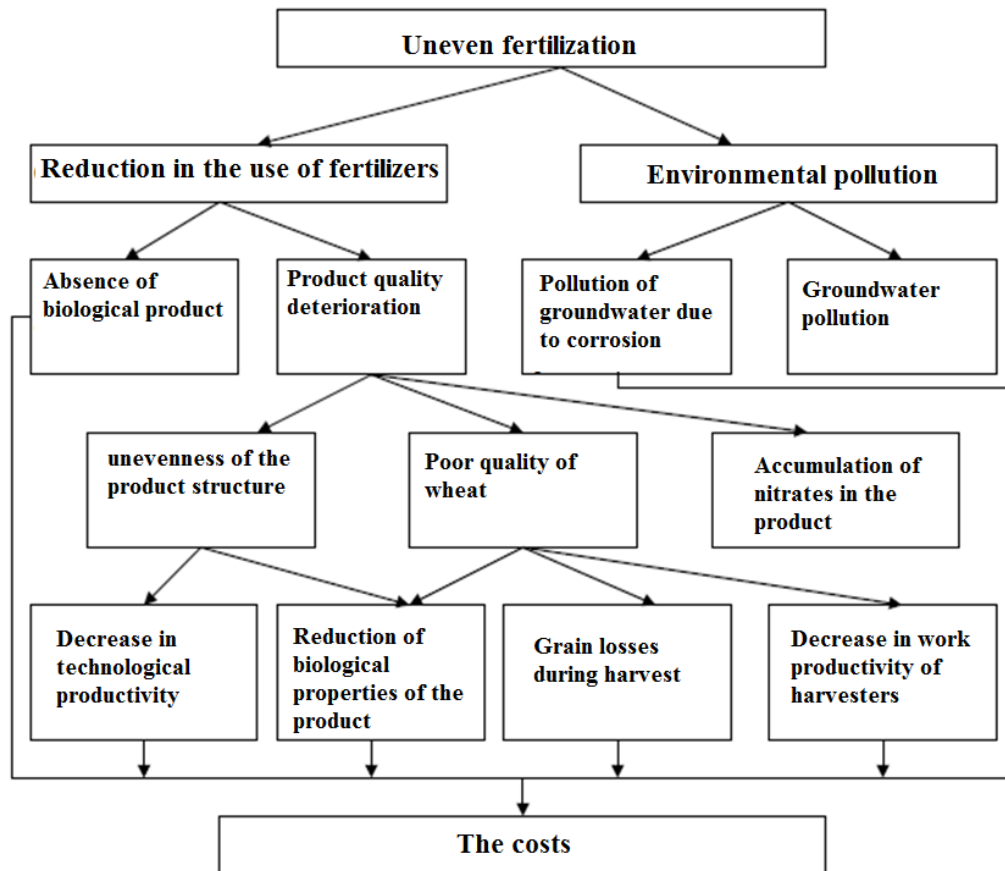 Uneven fertilization
Reduction in the use of fertilizers
Environmental pollution
Absence of
biological product
Product quality
deterioration
Pollution of
groundwater due
to corrosion
Groundwater
pollution
unevenness of the
product structure
Poor quality of
wheat
Accumulation of
nitrates in the
product
Decrease in
technological
productivity
Reduction of
biological
properties of the
product
Grain losses
during harvest
Decrease in work
productivity of
harvesters
The costs